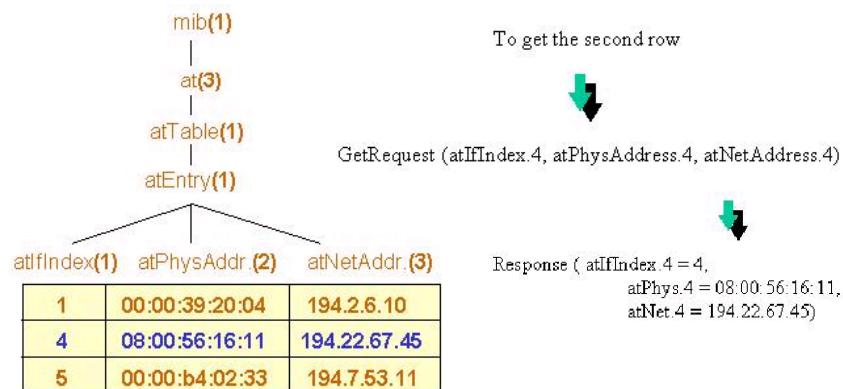 mib(1)
at(3)
atTable(1)
atEntry(1)
atIfIndex(1) atPhysAddr.(2) atNetAddr.(3)
1 00:00:39:20:04 194.2.6.10
4 08:00:56:16:11 194.22.67.45
5 00:00:b4:02:33 194.7.53.11
To get the second row
GetRequest (atIfIndex.4, atPhysAddress.4, atNetAddress.4)
Response ( atIfIndex.4 = 4,
atPhys.4 = 08:00:56:16:11,
atNet.4 = 194.22.67.45)